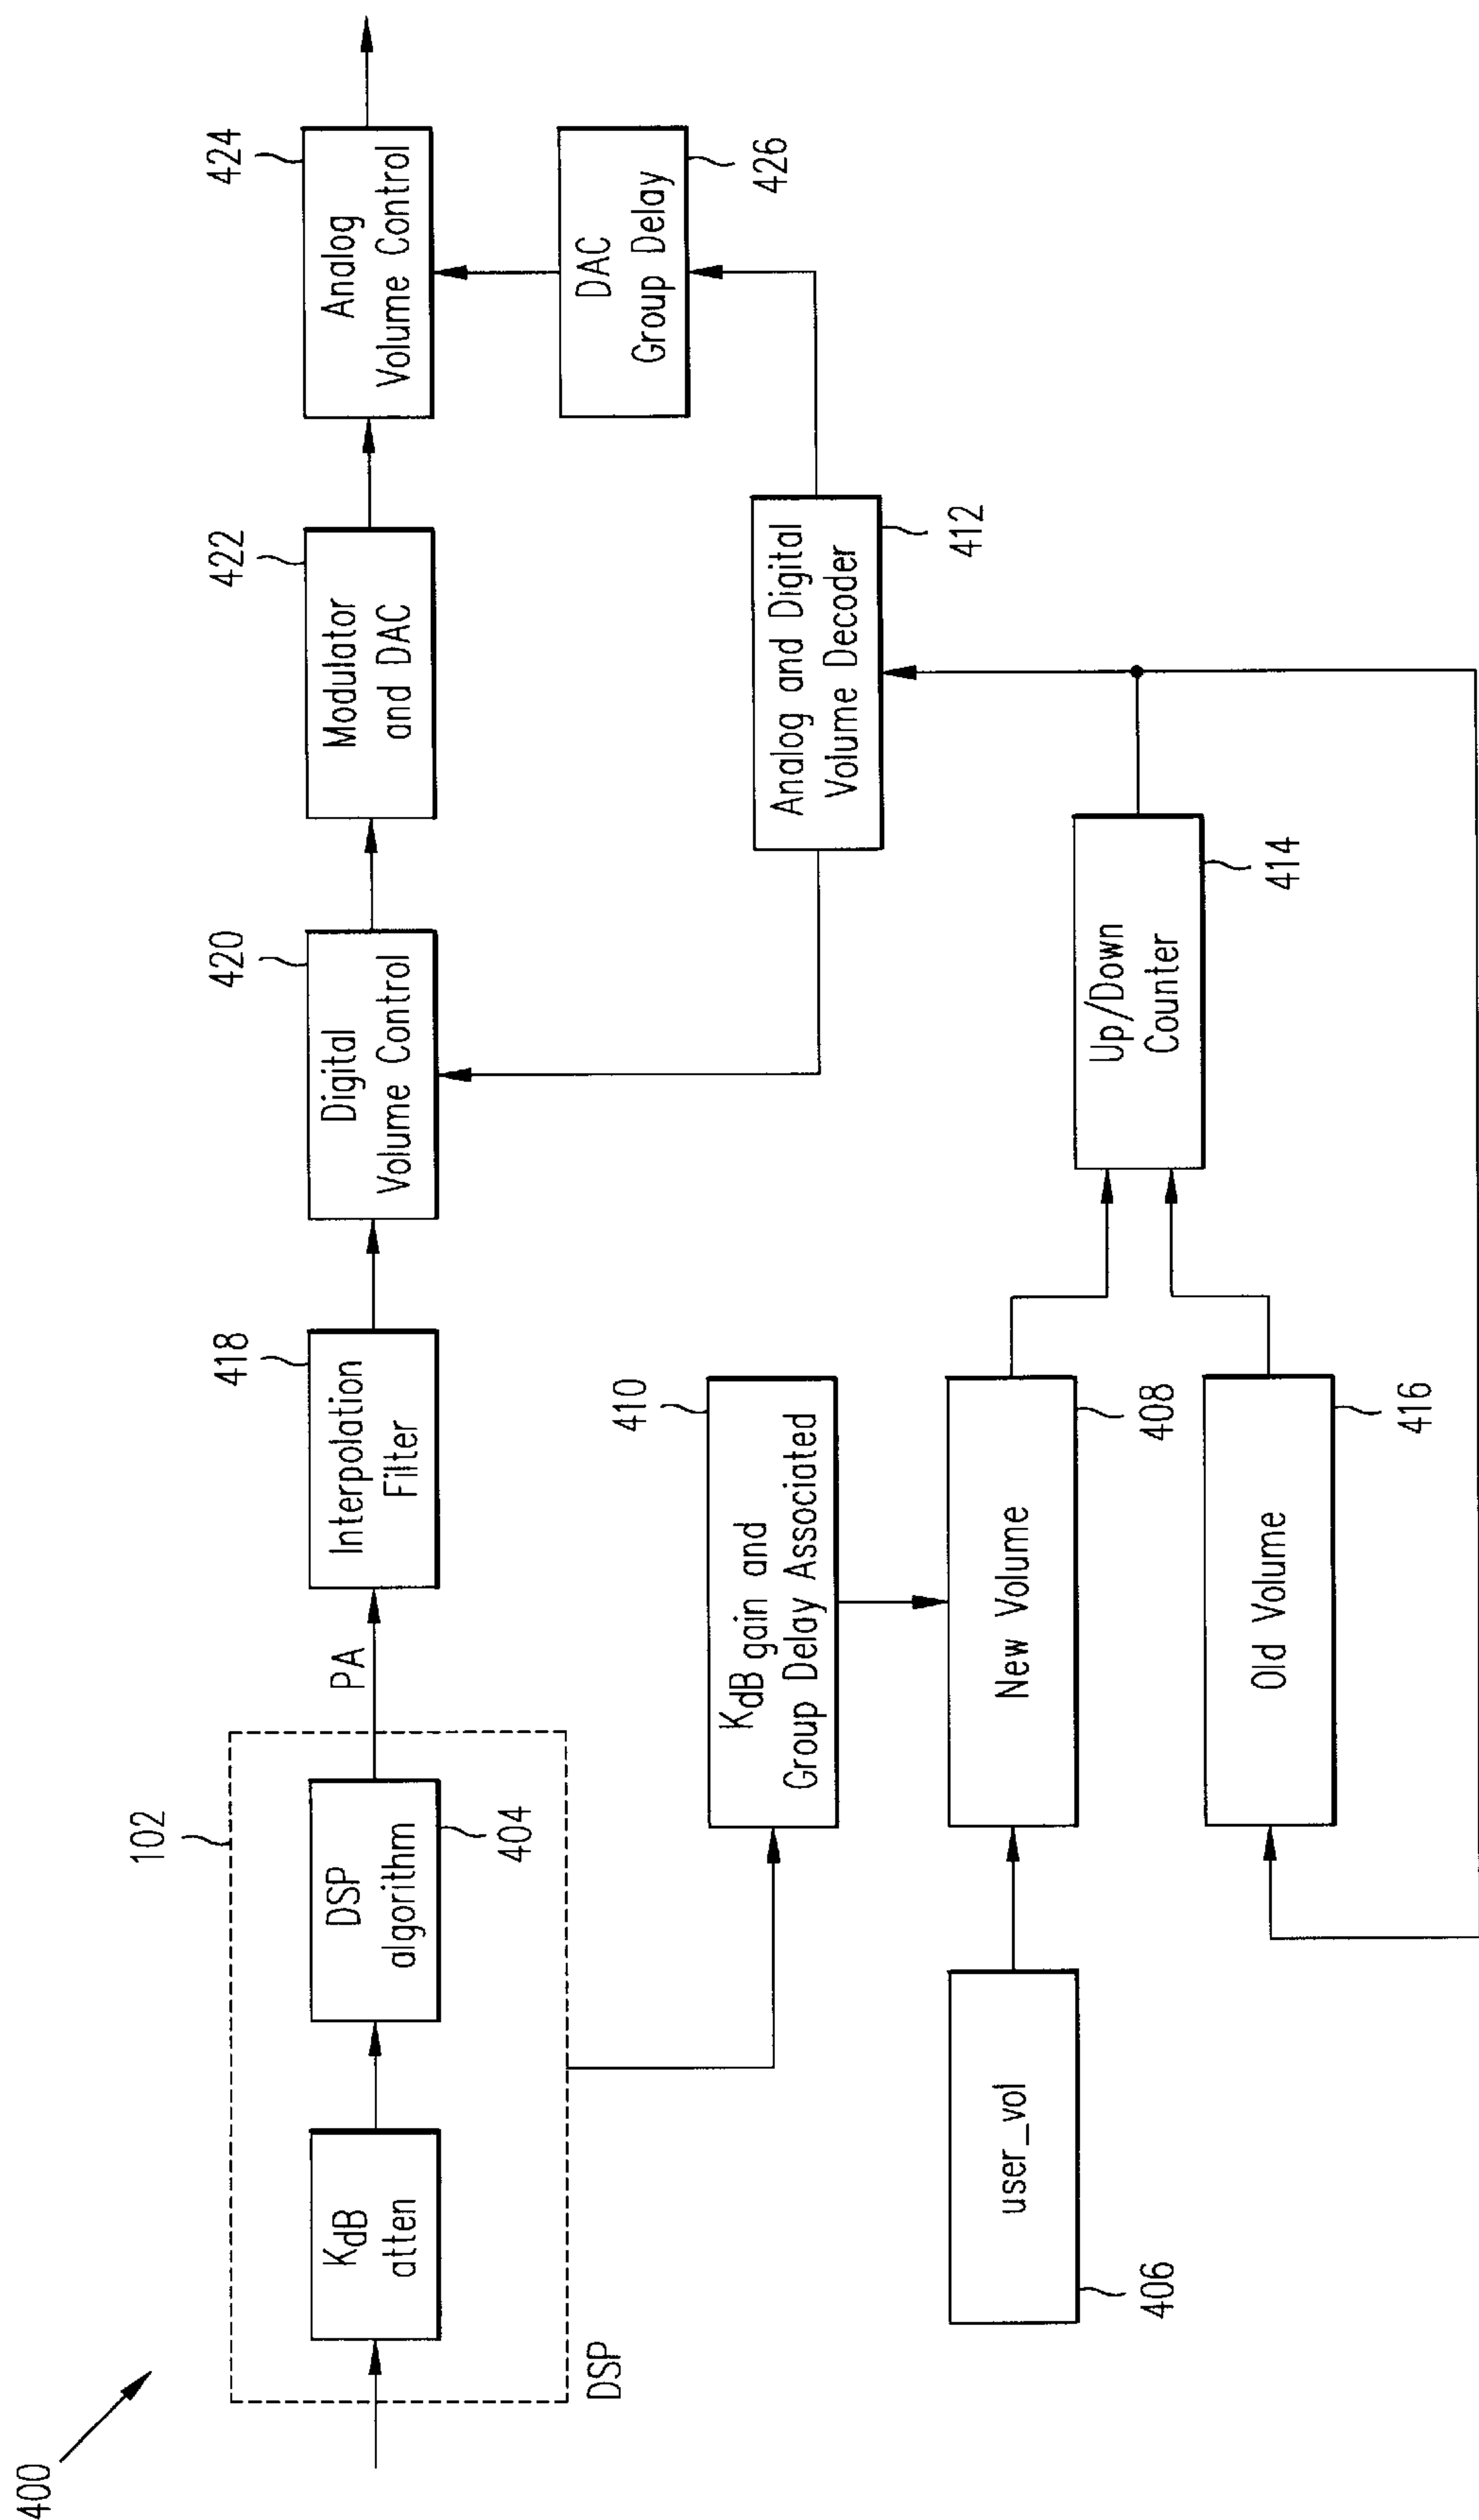 400
102
KdB
atten
DSP
algorithm
404
DSP
PA
418
Interpolation
Filter
420
Digital
Volume Control
422
Modulator
and DAC
424
Analog
Volume Control
DAC
Group Delay
426
Analog and Digital
Volume Decoder
412
410
KdB gain and
Group Delay Associated
user_vol
406
New Volume
408
Old Volume
416
Up/Down
Counter
414